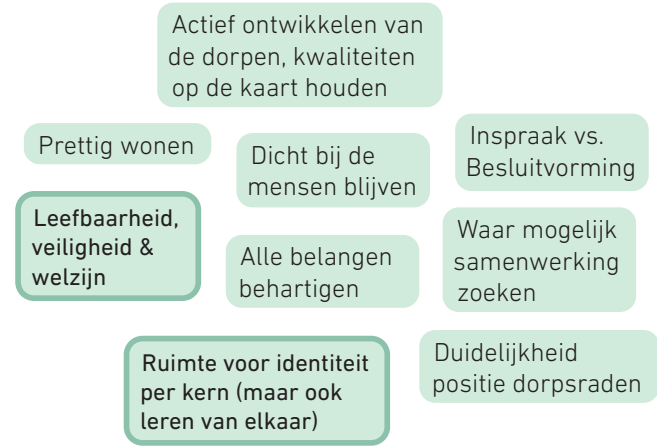 Actief ontwikkelen van
de dorpen, kwaliteiten
op de kaart houden
Prettig wonen
Dicht bij de
mensen blijven
Inspraak vs.
Besluitvorming
Leefbaarheid,
veiligheid &
welzijn
Alle belangen
behartigen
Waar mogelijk
samenwerking
zoeken
Ruimte voor identiteit
per kern (maar ook
leren van elkaar)
Duidelijkheid
positie dorpsraden